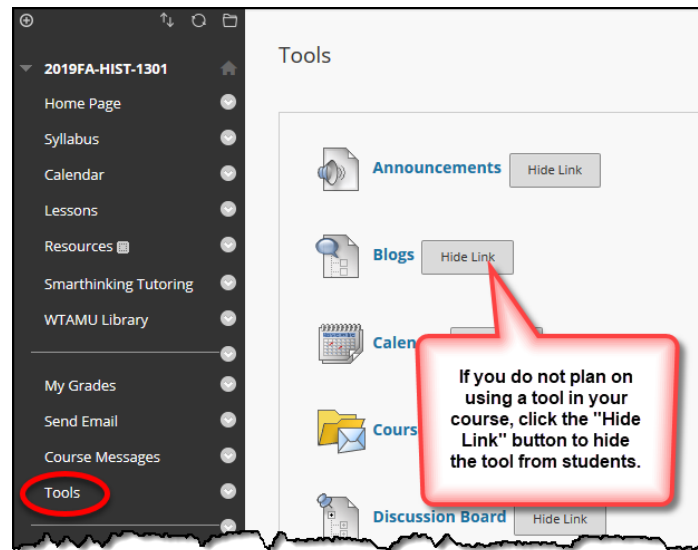 2019FA-HIST-1301
Home Page
Syllabus
Calendar
Lessons
Resources
Smarthinking Tutoring
WTAMU Library
My Grades
Send Email
Course Messages
Tools
Tools
Announcements Hide Link
Blogs Hide Link
Calen
Cours
Discussion Board Hide Link
If you do not plan on
using a tool in your
course, click the "Hide
Link" button to hide
the tool from students.